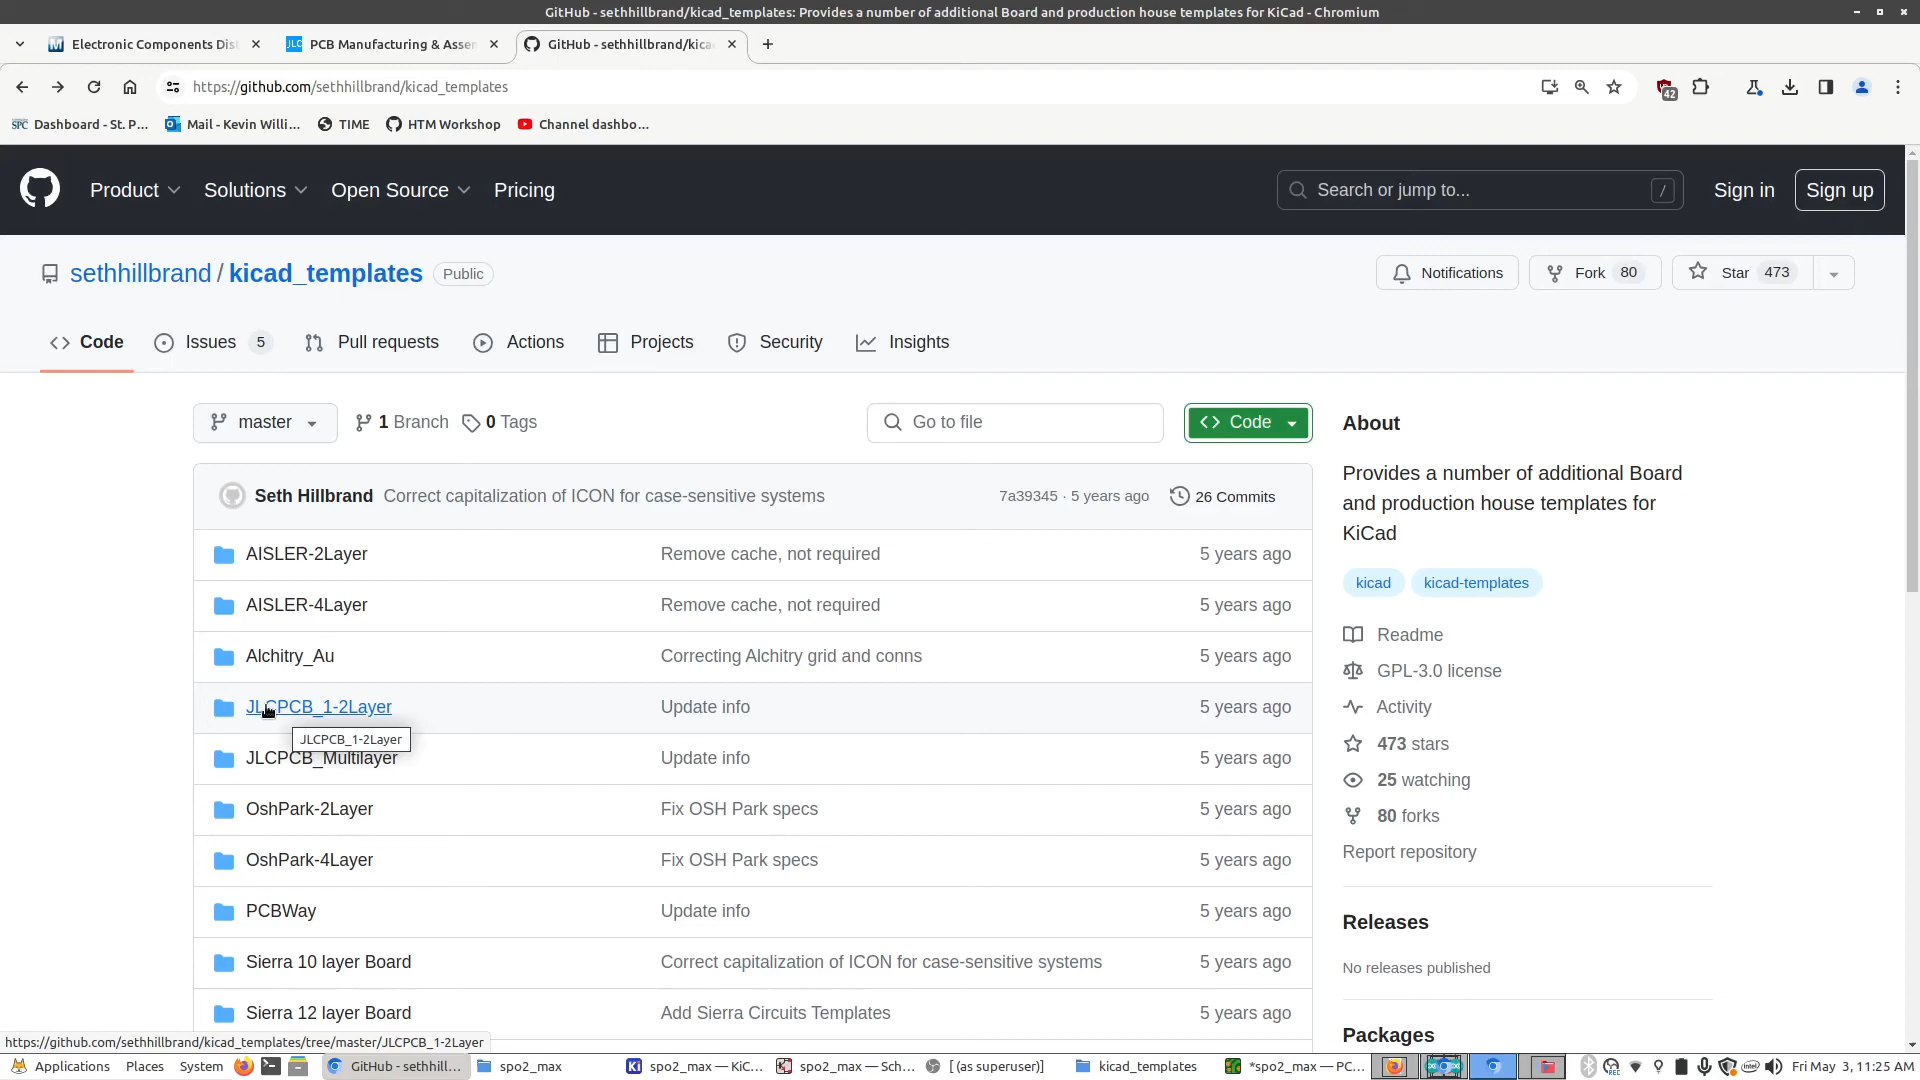 GitHub - sethhillbrand/kicad_templates: Provides a number of additional Board and production house templates for KiCad - Chromium
Electronic Components Dis
PCB Manufacturing & Assem
GitHub - sethhillbrand/kica
https://github.com/sethhillbrand/kicad_templates
42
Dashboard - St. P...
Mail - Kevin Willi...
TIME
HTM Workshop
Channel dashbo...
Product
Solutions
Open Source
Pricing
Search or jump to...
/
Sign in
Sign up
sethhillbrand / kicad_templates
Public
Notifications
Fork 80
Star 473
Code
Issues 5
Pull requests
Actions
Projects
Security
Insights
master
1 Branch
0 Tags
Go to file
Code
Seth Hillbrand Correct capitalization of ICON for case-sensitive systems
7a39345 · 5 years ago
26 Commits
AISLER-2Layer Remove cache, not required 5 years ago
AISLER-4Layer Remove cache, not required 5 years ago
Alchitry_Au Correcting Alchitry grid and conns 5 years ago
JLCPCB_1-2Layer Update info 5 years ago
JLCPCB_1-2Layer
JLCPCB_Multilayer Update info 5 years ago
OshPark-2Layer Fix OSH Park specs 5 years ago
OshPark-4Layer Fix OSH Park specs 5 years ago
PCBWay Update info 5 years ago
Sierra 10 layer Board Correct capitalization of ICON for case-sensitive systems 5 years ago
Sierra 12 layer Board Add Sierra Circuits Templates 5 years ago
About
Provides a number of additional Board
and production house templates for
KiCad
kicad
kicad-templates
Readme
GPL-3.0 license
Activity
473 stars
25 watching
80 forks
Report repository
Releases
No releases published
Packages
https://github.com/sethhillbrand/kicad_templates/tree/master/JLCPCB_1-2Layer
Applications
Places
System
GitHub - sethhill...
spo2_max
spo2_max — KiC...
spo2_max — Sch...
[ (as superuser)]
kicad_templates
*spo2_max — PC...
Fri May 3, 11:25 AM